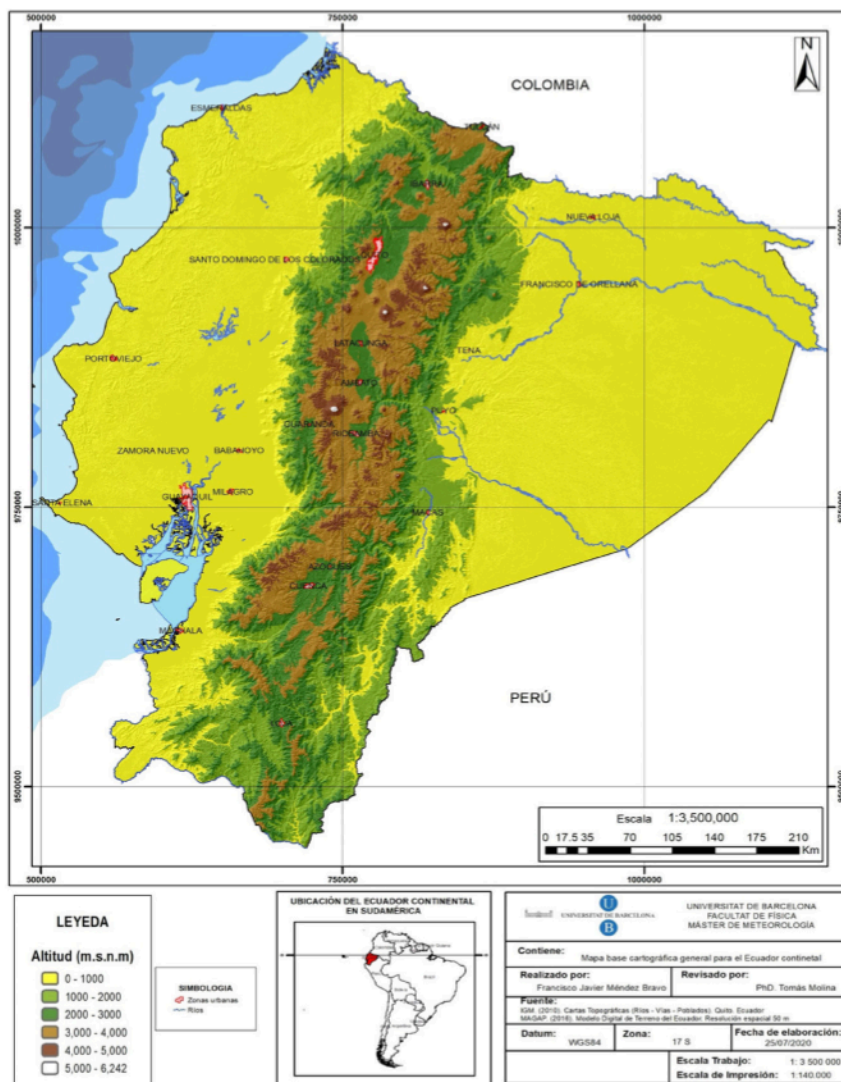 500000 750000 1000000
N
COLOMBIA
ESMERALDAS
TULCÁN
IBARRA
NUEVA LOJA
1000000
SANTO DOMINGO DE LOS COLORADOS
FRANCISCO DE ORELLANA
LATACUNGA
TENA
PORTOVIEJO
AMBATO
PUYO
GUARANDA
RIOBAMBA
ZAMORA NUEVO
BABAHOYO
MILAGRO
GUAYAQUIL
SANTA ELENA
9750000
MACAS
AZOGUES
CUENCA
MACHALA
PERÚ
9500000
Escala 1:3,500,000
0 17.5 35 70 105 140 175 210
Km
500000 750000 1000000
LEYEDA
Altitud (m.s.n.m)
0 - 1000
1000 - 2000
2000 - 3000
3,000 - 4,000
4,000 - 5,000
5,000 - 6,242
SIMBOLOGIA
Zonas urbanas
Ríos
UBICACIÓN DEL ECUADOR CONTINENTAL
EN SUDAMÉRICA
U
B
UNIVERSITAT DE BARCELONA
UNIVERSITAT DE BARCELONA
FACULTAT DE FÍSICA
MÁSTER DE METEOROLOGÍA
Contiene:
Mapa base cartográfica general para el Ecuador continetal
Realizado por:
Francisco Javier Méndez Bravo
Revisado por:
PhD. Tomás Molina
Fuente:
IGM. (2010). Cartas Topográficas (Ríos - Vias - Poblados). Quito. Ecuador
MAGAP. (2016). Modelo Digital de Terreno del Ecuador. Resolución espacial 50 m
Datum:
WGS84
Zona:
17 S
Fecha de elaboración:
25/07/2020
Escala Trabajo: 1: 3 500 000
Escala de Impresión: 1:140.000